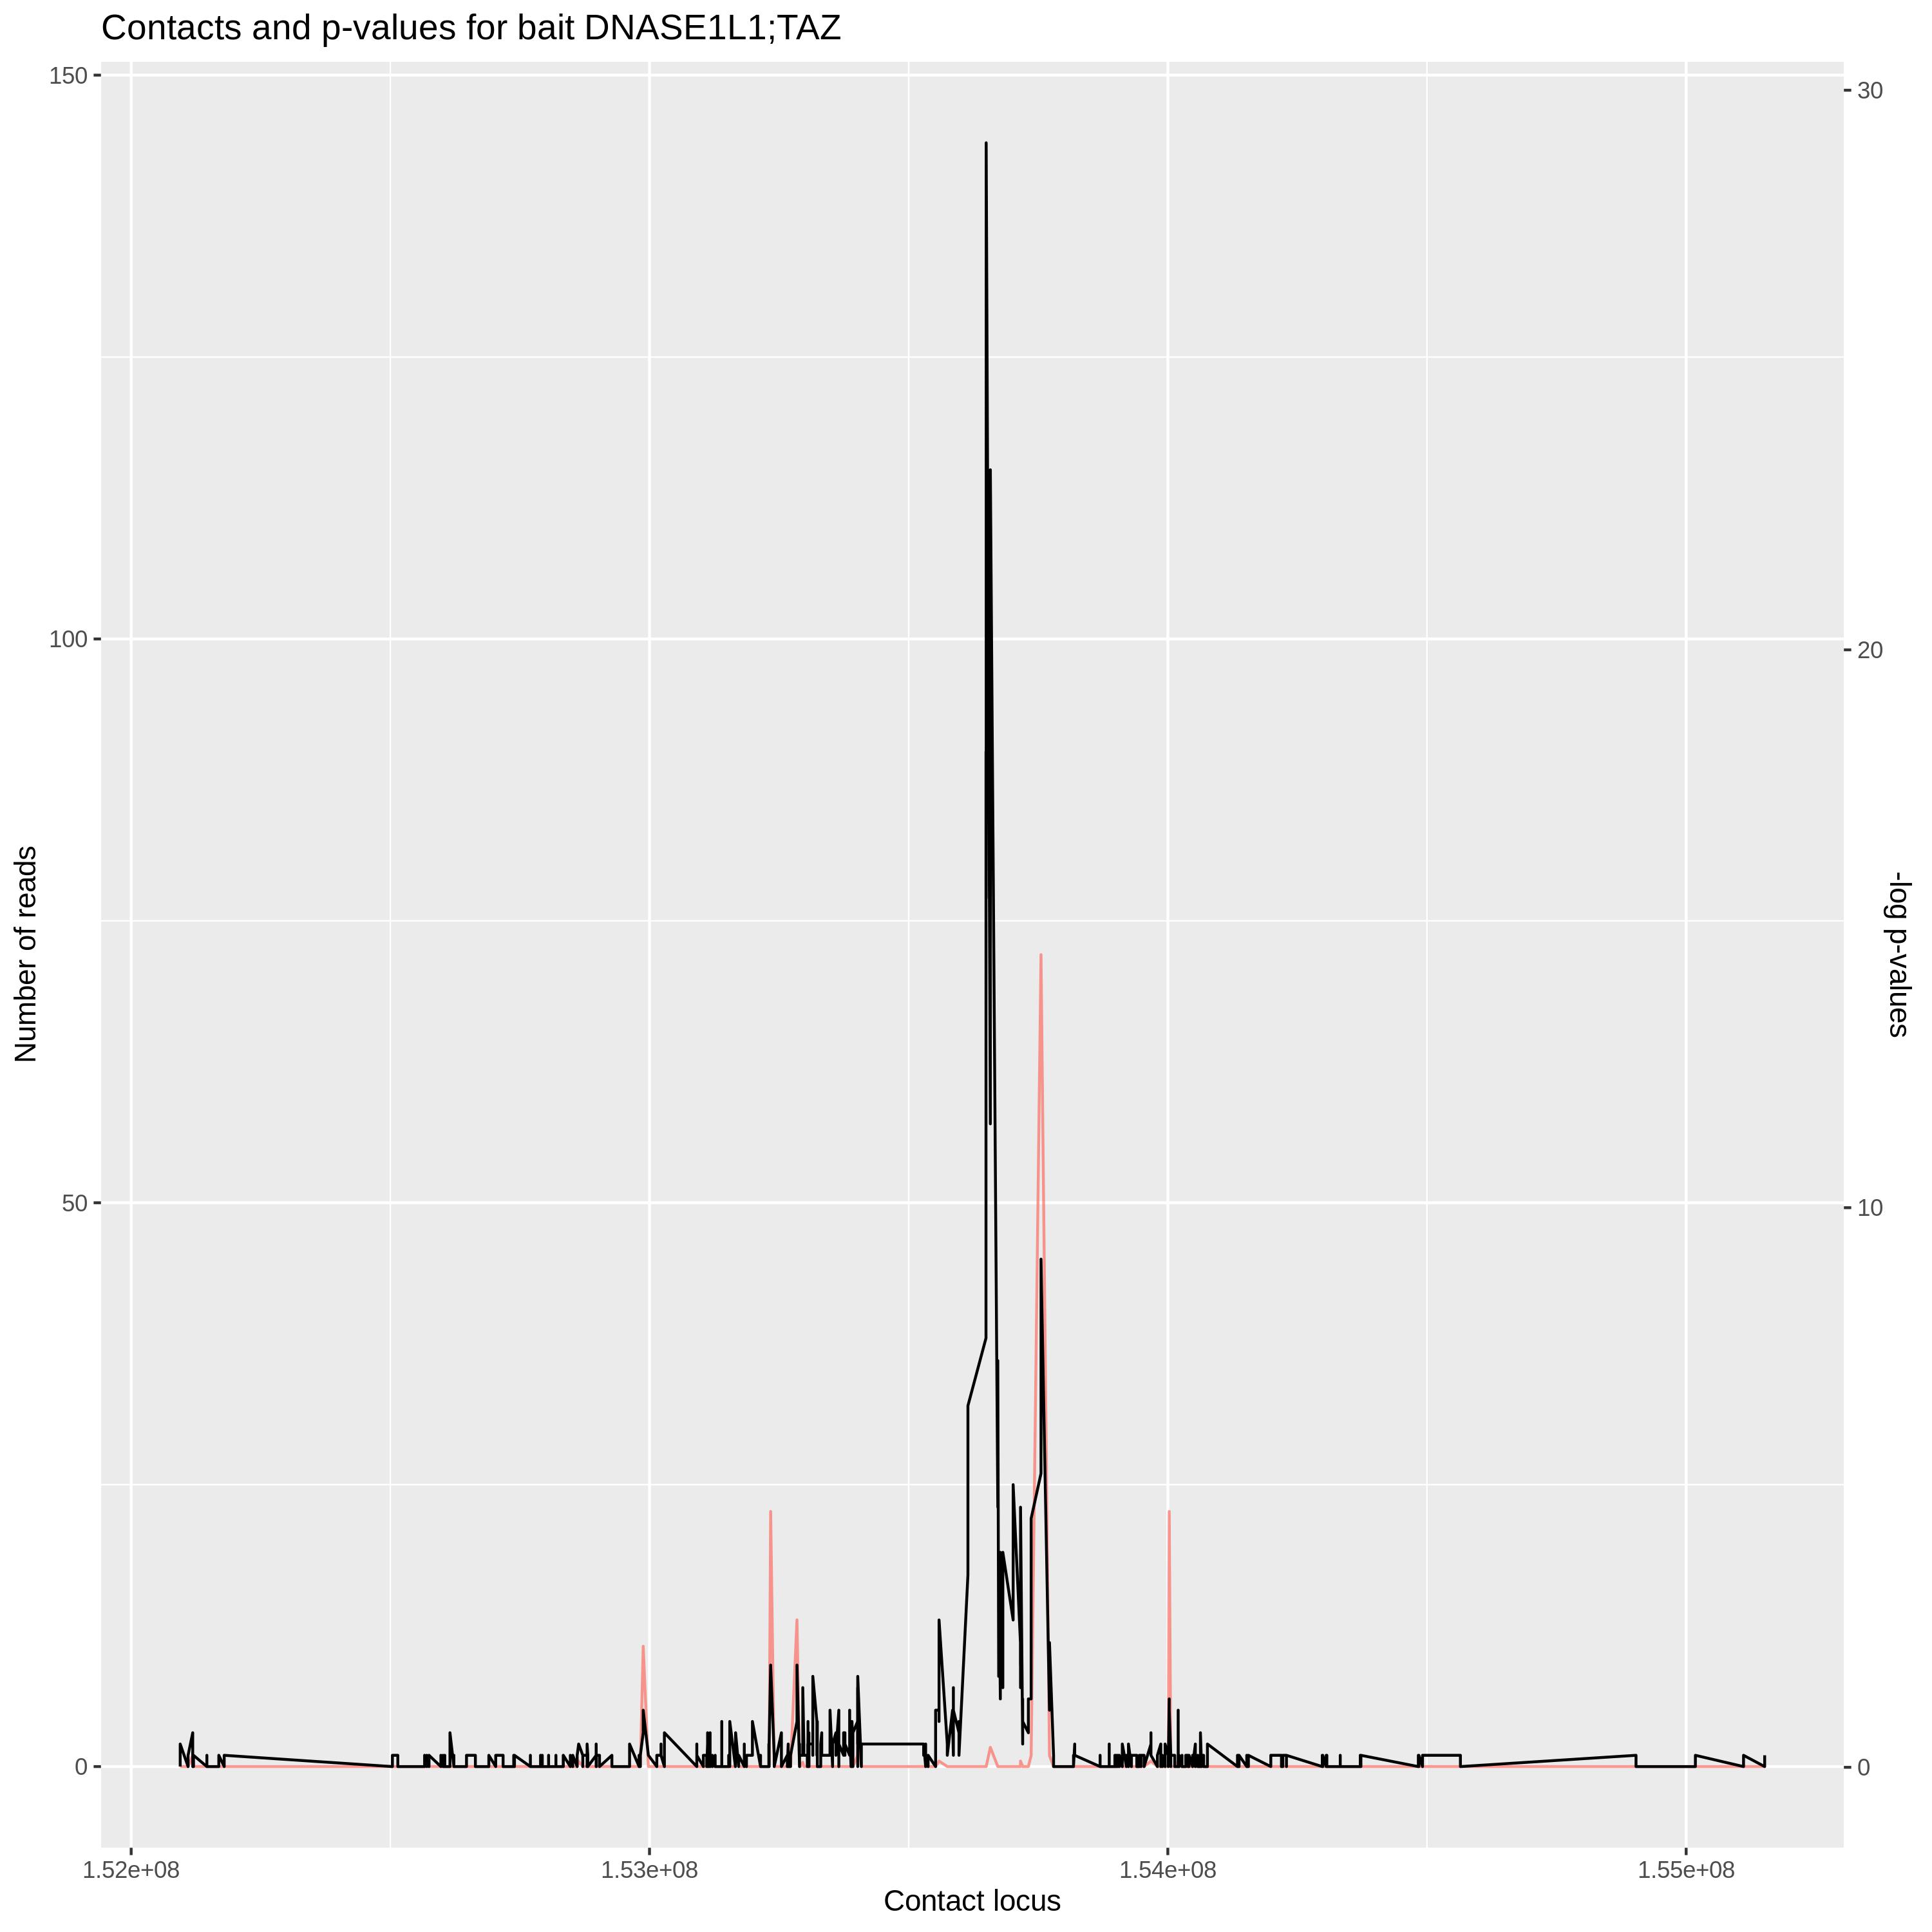 Contacts and p-values for bait DNASE1L1;TAZ
150
100
50
0
30
20
10
0
Number of reads
-log p-values
1.52e+08
1.53e+08
1.54e+08
1.55e+08
Contact locus